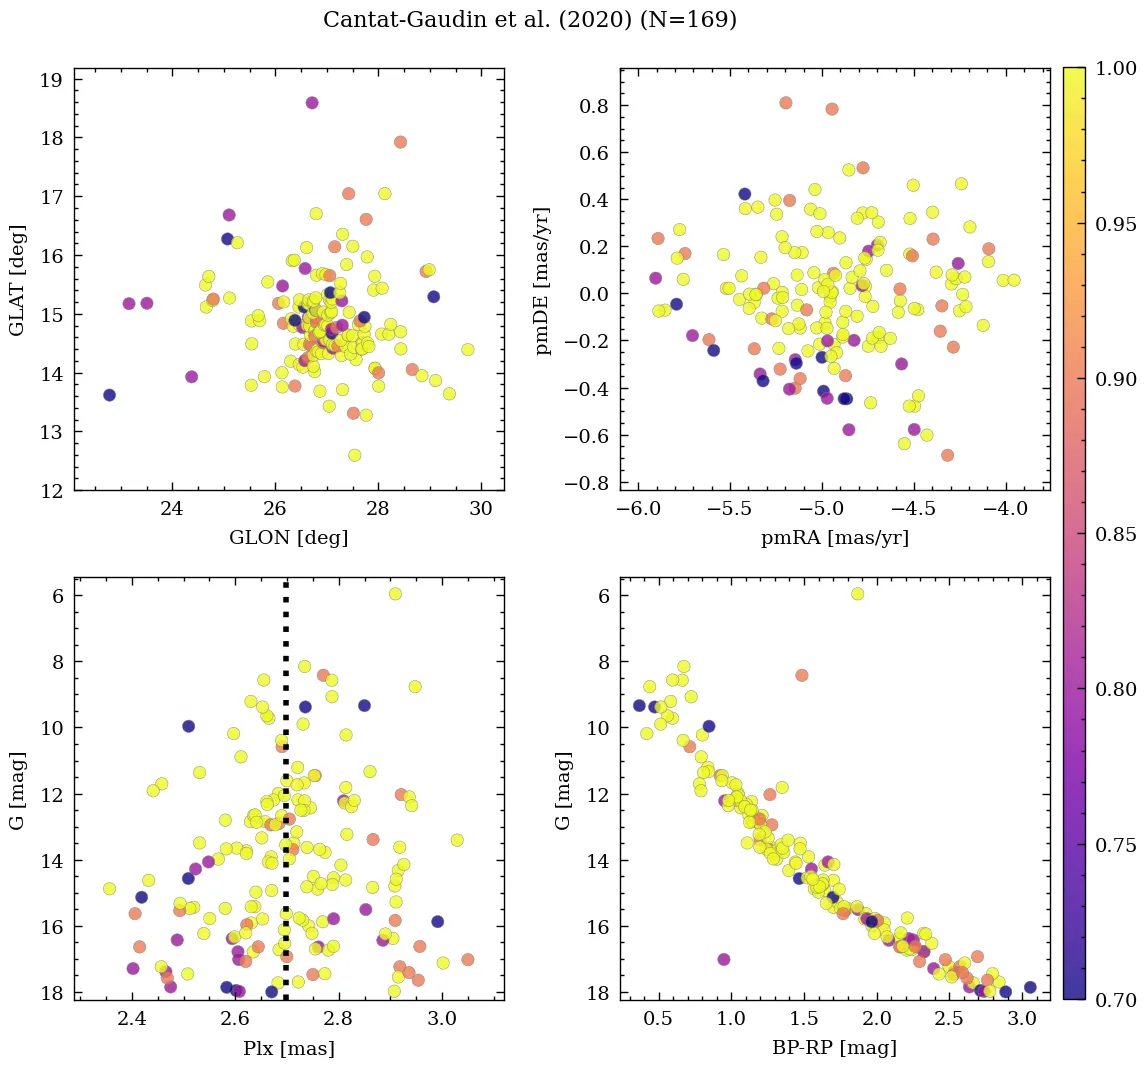 Cantat-Gaudin et al. (2020) (N=169)
19
18
17
16
15
14
13
12
GLAT [deg]
24 26 28 30
GLON [deg]
0.8
0.6
0.4
0.2
0.0
−0.2
−0.4
−0.6
−0.8
pmDE [mas/yr]
−6.0 −5.5 −5.0 −4.5 −4.0
pmRA [mas/yr]
1.00
0.95
0.90
0.85
0.80
0.75
0.70
6
8
10
12
14
16
18
G [mag]
2.4 2.6 2.8 3.0
Plx [mas]
6
8
10
12
14
16
18
G [mag]
0.5 1.0 1.5 2.0 2.5 3.0
BP-RP [mag]